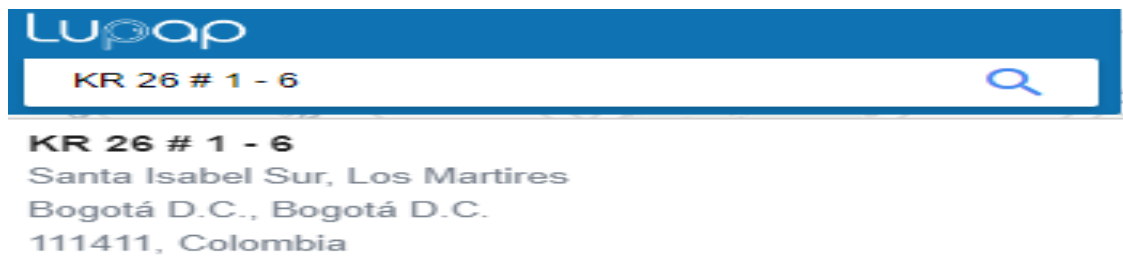 Lupap
KR 26 # 1 - 6
KR 26 # 1 - 6
Santa Isabel Sur, Los Martires
Bogotá D.C., Bogotá D.C.
111411, Colombia